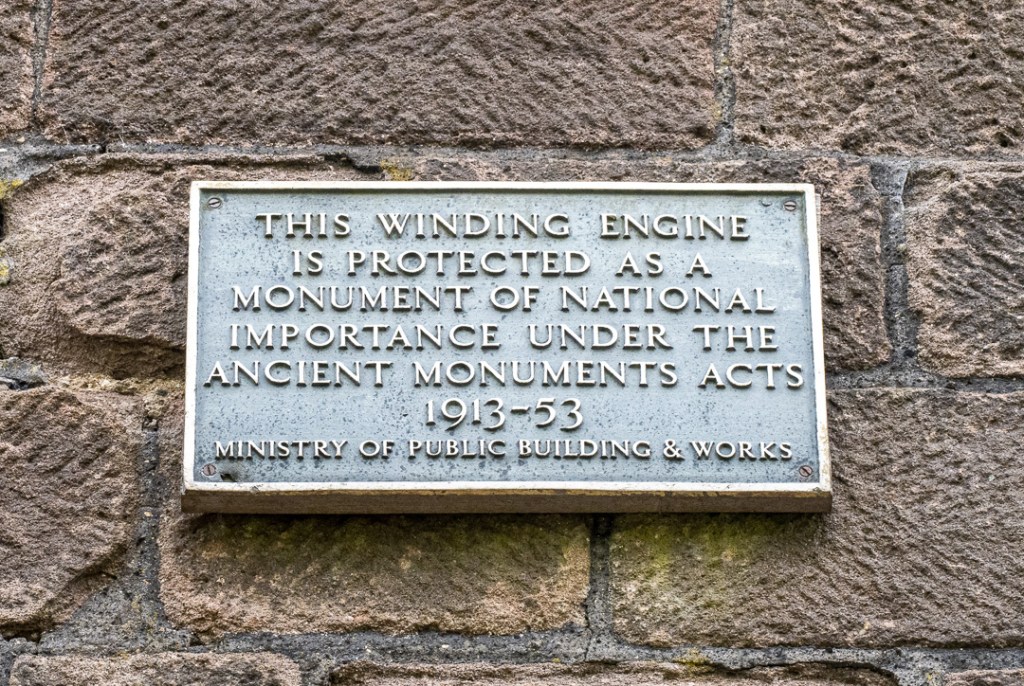 THIS WINDING ENGINE
IS PROTECTED AS A
MONUMENT OF NATIONAL
IMPORTANCE UNDER THE
ANCIENT MONUMENTS ACTS
1913-53
MINISTRY OF PUBLIC BUILDING & WORKS